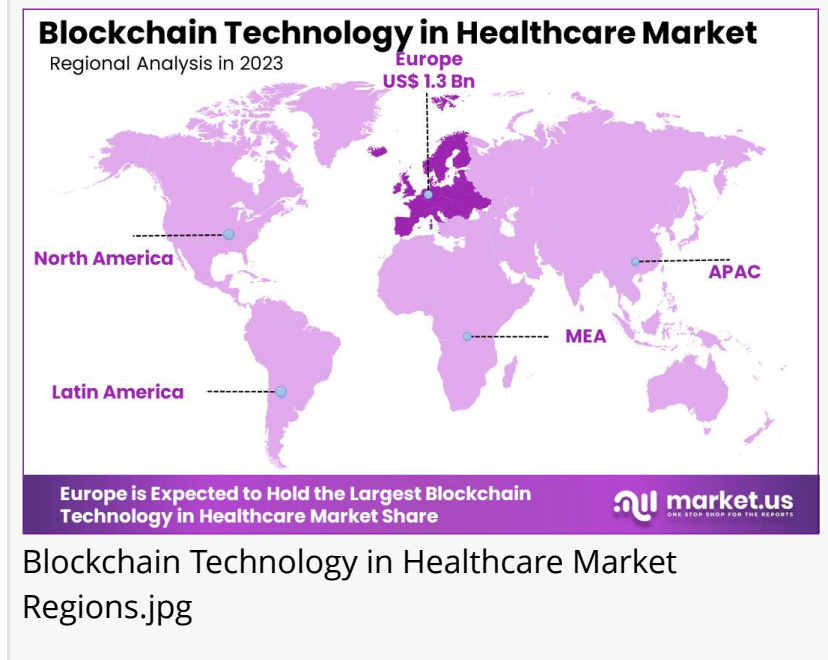 Blockchain Technology in Healthcare Market
Regional Analysis in 2023
Europe
US$ 1.3 Bn
North America
APAC
MEA
Latin America
Europe is Expected to Hold the Largest Blockchain
Technology in Healthcare Market Share
market.us
ONE STOP SHOP FOR THE REPORTS
Blockchain Technology in Healthcare Market
Regions.jpg